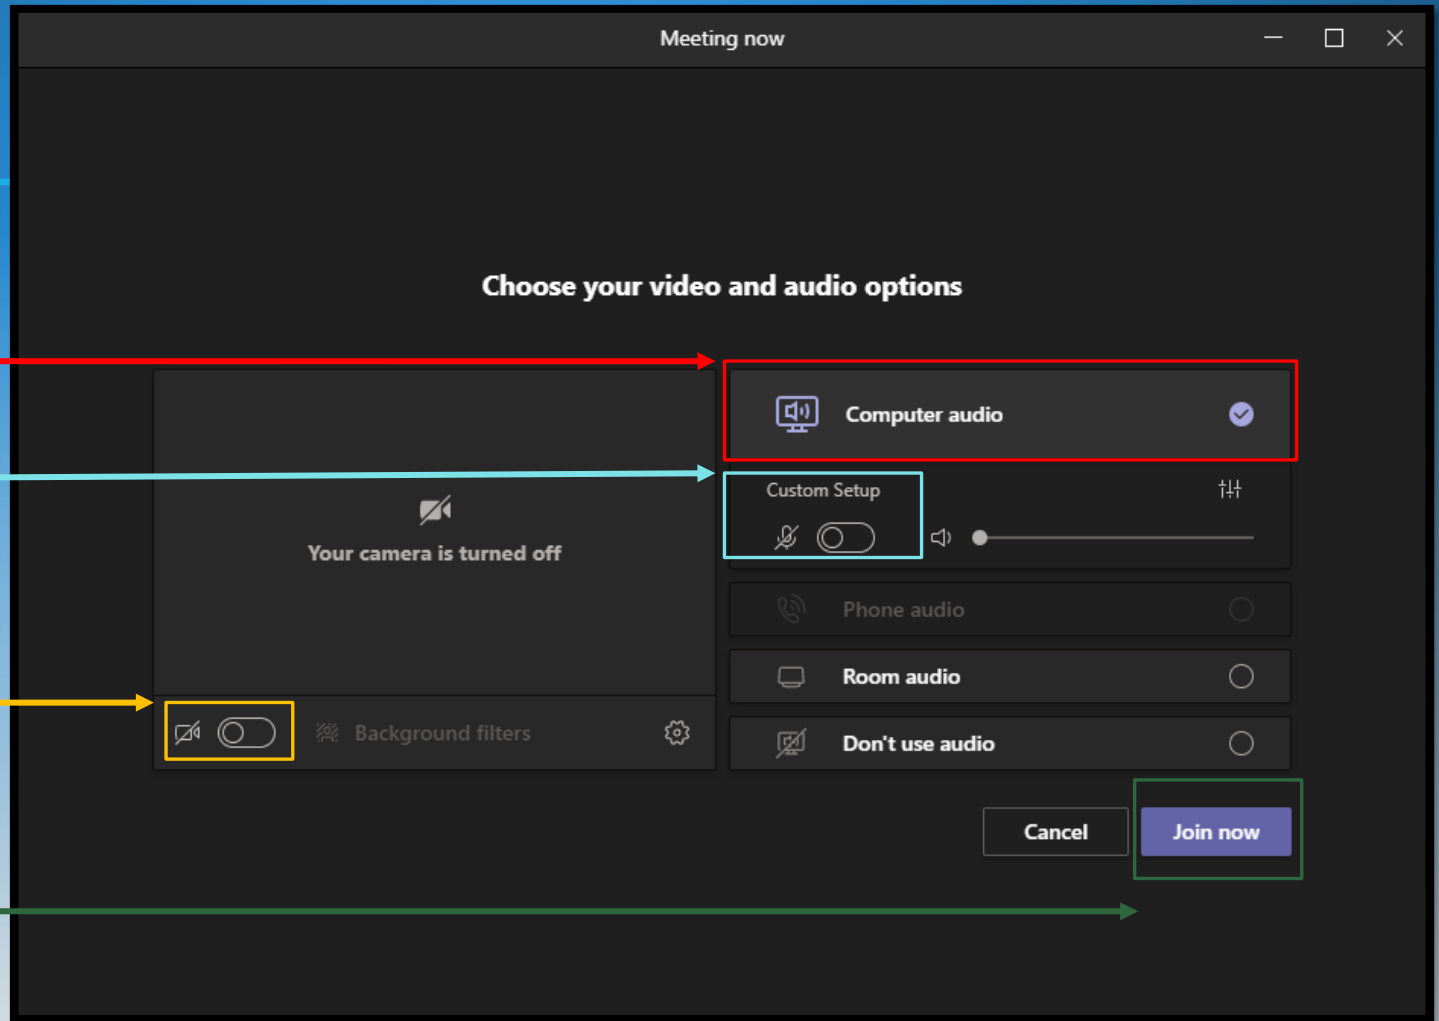 Meeting now
Choose your video and audio options
Your camera is turned off
Background filters
Computer audio
Custom Setup
Phone audio
Room audio
Don't use audio
Cancel
Join now